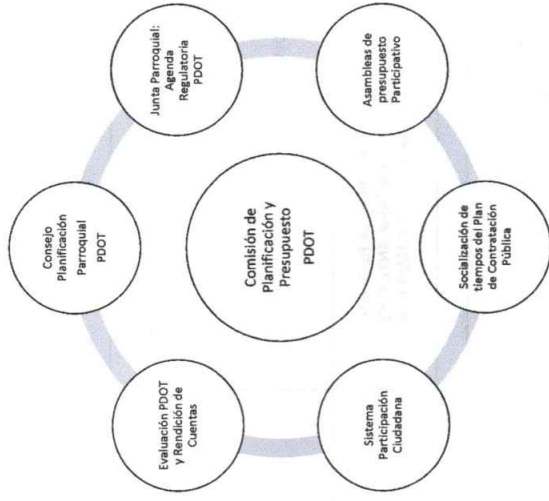 Consejo
Planificación
Parroquial
PDOT
Junta Parroquial:
Agenda
Regulatoria
PDOT
Asambleas de
presupuesto
Participativo
Socialización de
tiempos del Plan
de Contratación
Pública
Sistema
Participación
Ciudadana
Evaluación PDOT
y Rendición de
Cuentas
Comisión de
Planificación y
Presupuesto
PDOT